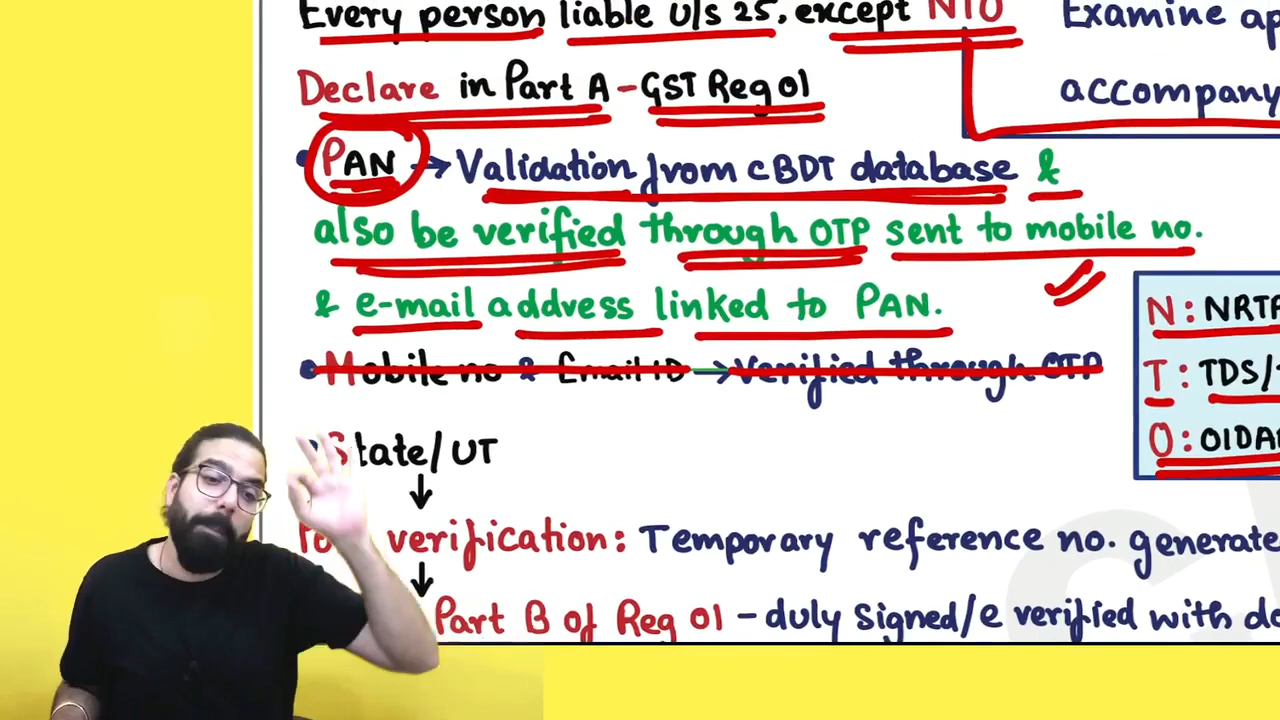 Every person liable U/s 25, except NTO
Declare in Part A - GST Reg 01
• PAN → Validation from CBDT database &
also be verified through OTP sent to mobile no.
& e-mail address linked to PAN.
• Mobile no & Email ID → Verified through OTP
State/UT
↓
verification: Temporary reference no. generate
↓
Part B of Reg 01 - duly signed/e verified with do
Examine ap
accompany
N: NRTP
T: TDS/
O: OIDA